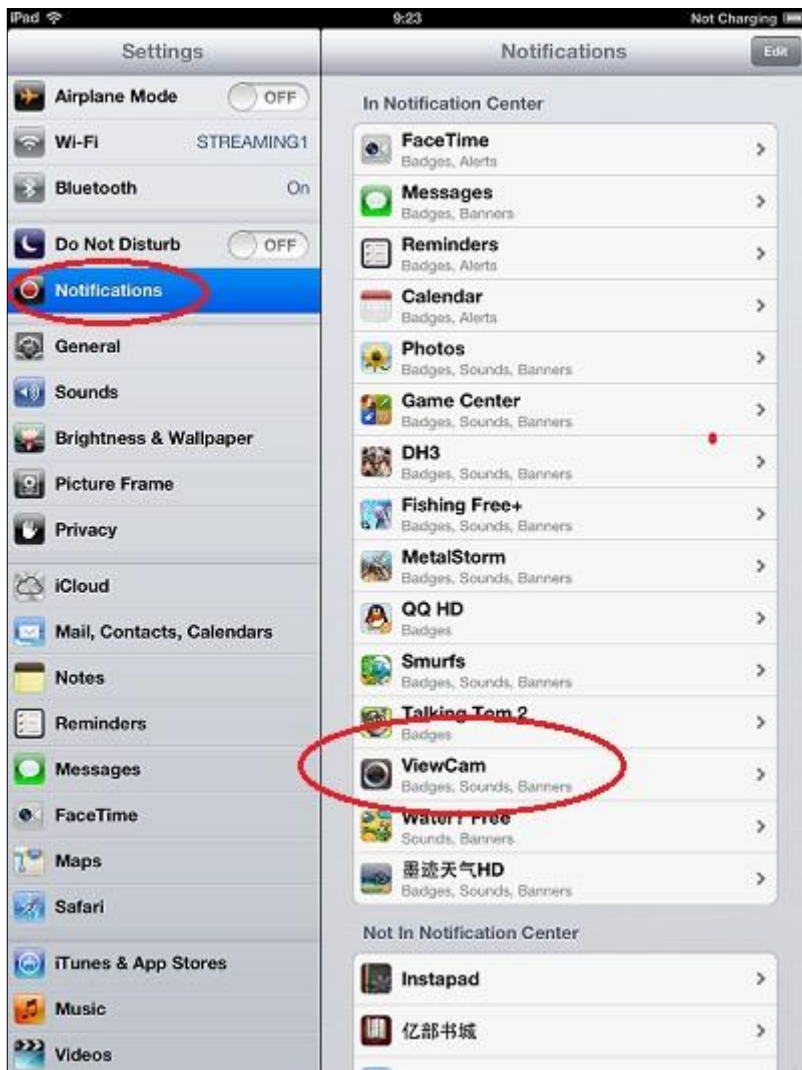 iPad
9:23
Not Charging
Settings
Airplane Mode OFF
Wi-Fi STREAMING1
Bluetooth On
Do Not Disturb OFF
Notifications
General
Sounds
Brightness & Wallpaper
Picture Frame
Privacy
iCloud
Mail, Contacts, Calendars
Notes
Reminders
Messages
FaceTime
Maps
Safari
iTunes & App Stores
Music
Videos
Notifications
Edit
In Notification Center
FaceTime
Badges, Alerts
Messages
Badges, Banners
Reminders
Badges, Alerts
Calendar
Badges, Alerts
Photos
Badges, Sounds, Banners
Game Center
Badges, Sounds, Banners
DH3
Badges, Sounds, Banners
Fishing Free+
Badges, Sounds, Banners
MetalStorm
Badges, Sounds, Banners
QQ HD
Badges
Smurfs
Badges, Sounds, Banners
Talking Tom 2
Badges
ViewCam
Badges, Sounds, Banners
Water? Free
Sounds, Banners
墨迹天气HD
Badges, Sounds, Banners
Not In Notification Center
Instapad
亿部书城